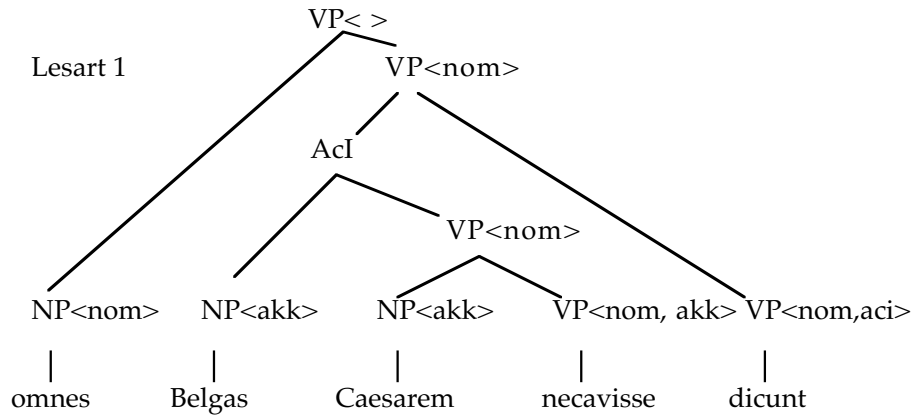 VP< >
Lesart 1
VP<nom>
AcI
VP<nom>
NP<nom> NP<akk> NP<akk> VP<nom, akk> VP<nom,aci>
omnes Belgas Caesarem necavisse dicunt